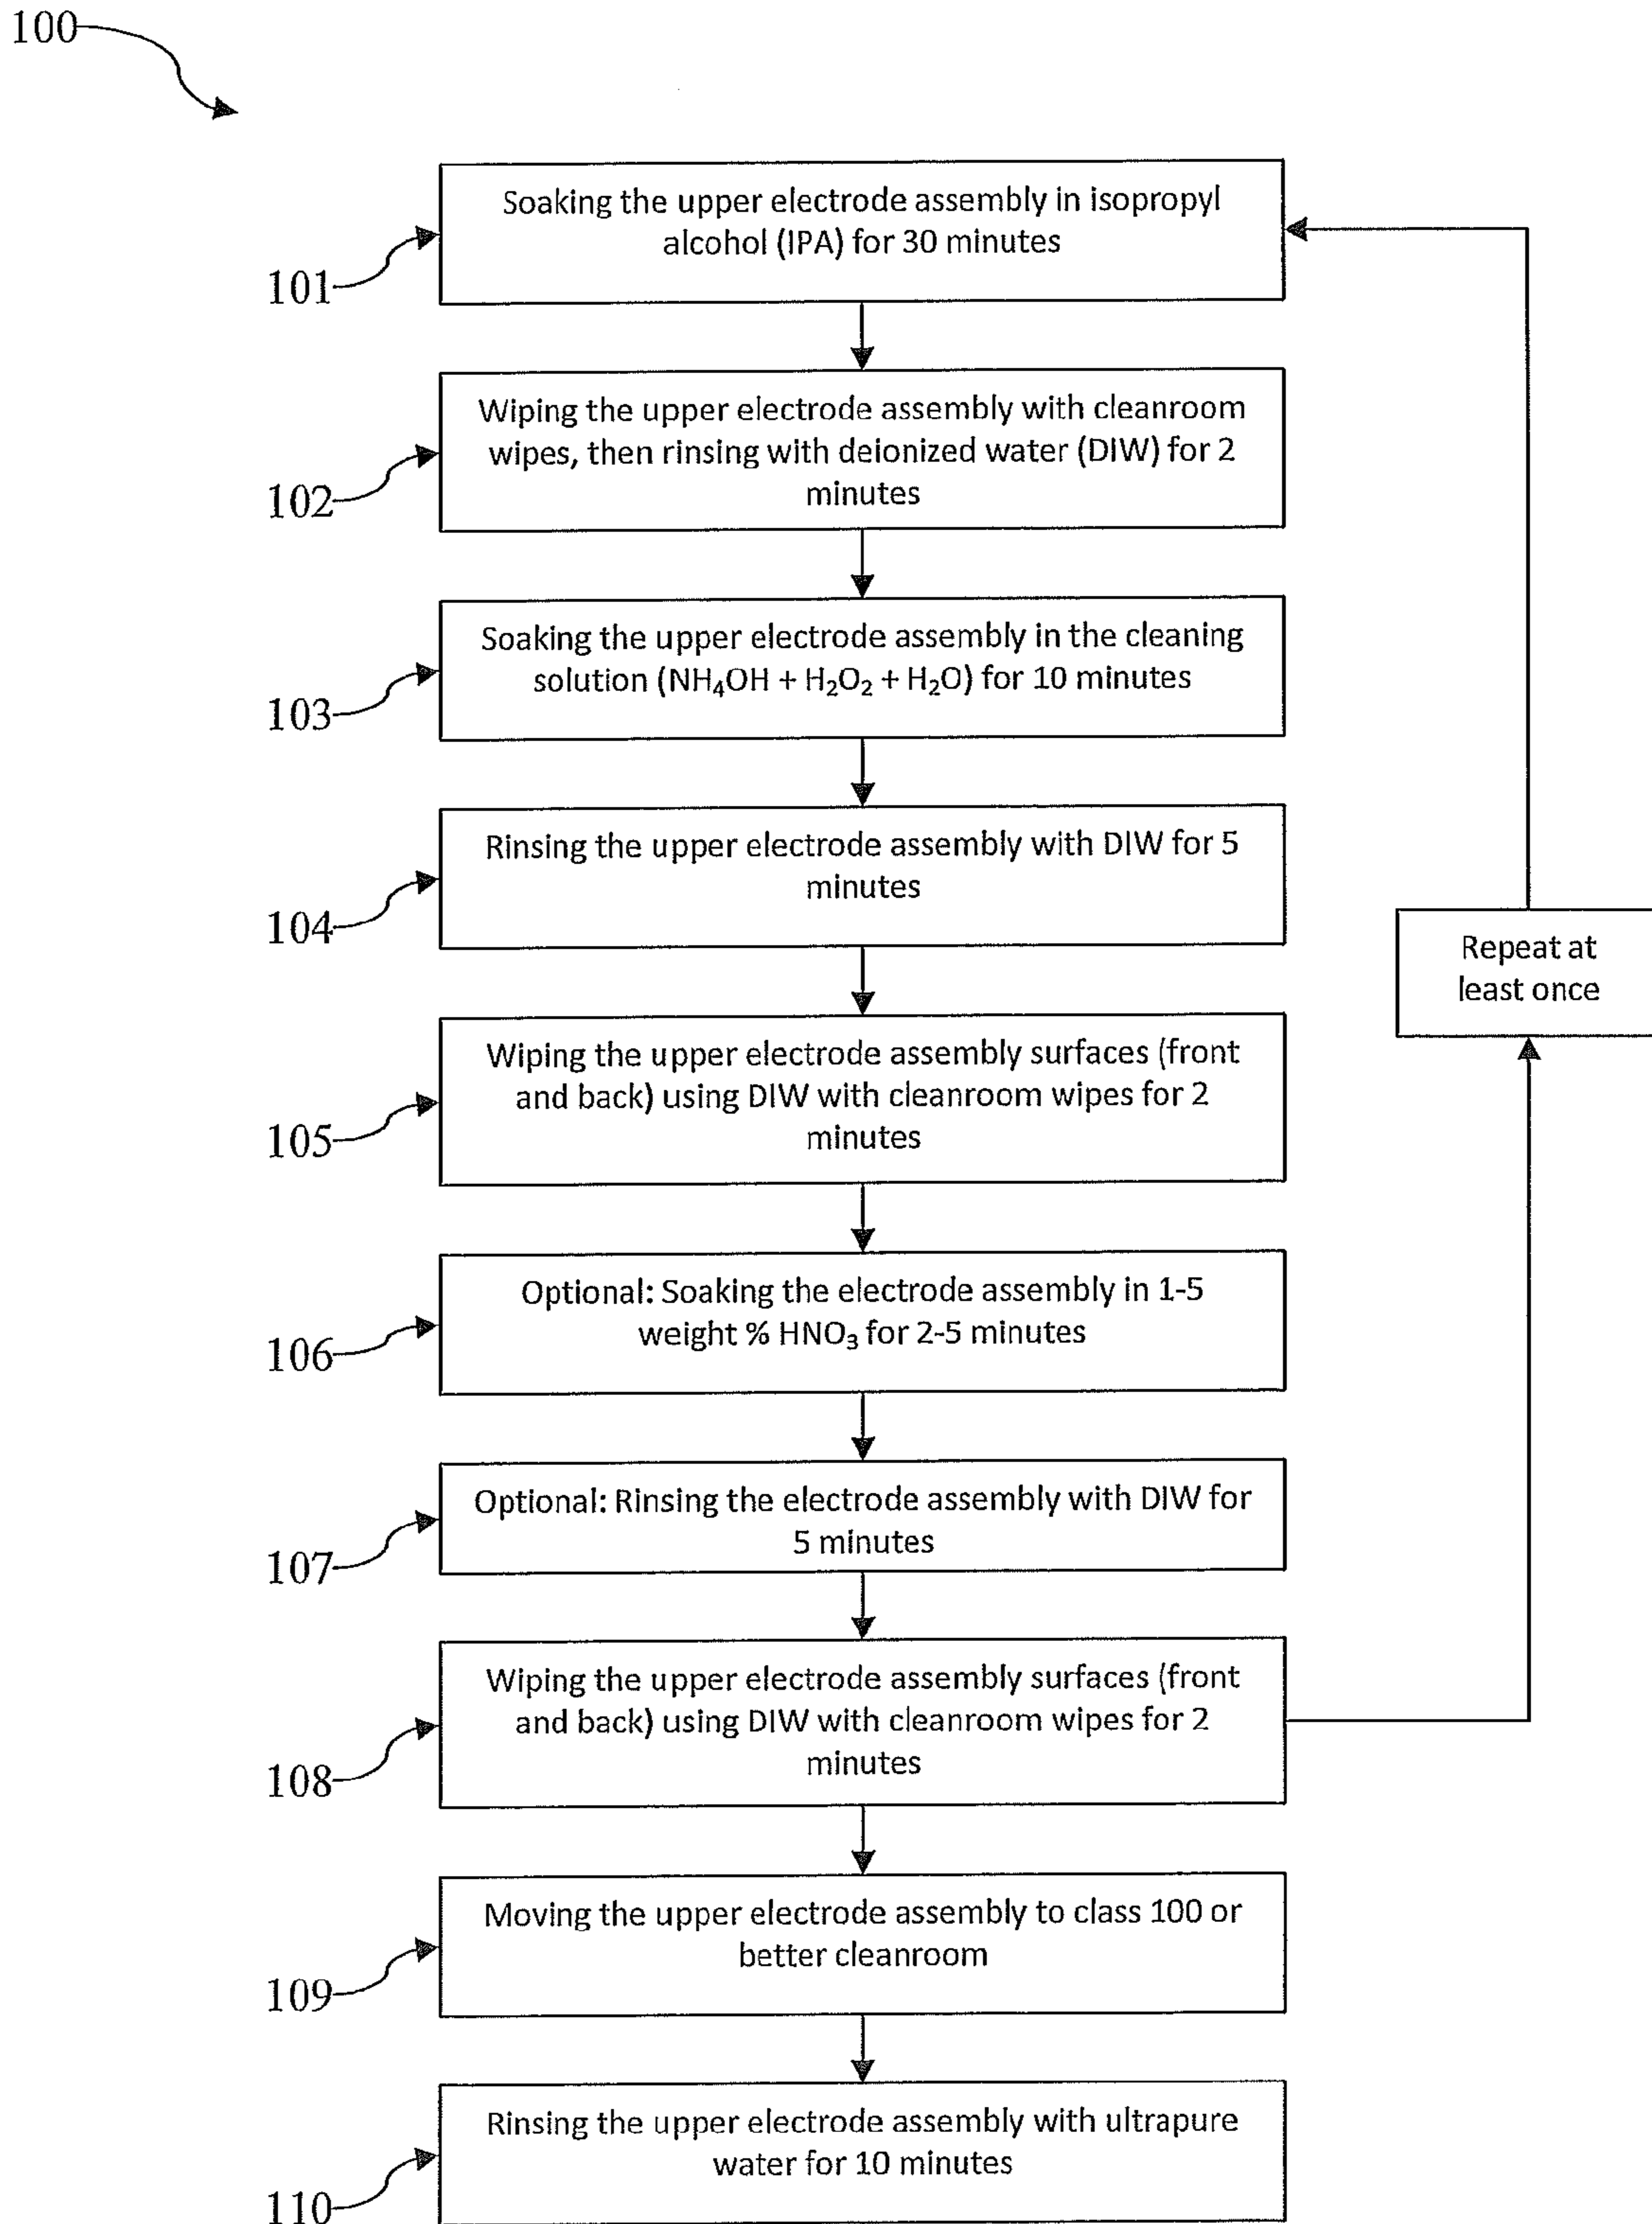 100
Soaking the upper electrode assembly in isopropyl
alcohol (IPA) for 30 minutes
101
Wiping the upper electrode assembly with cleanroom
wipes, then rinsing with deionized water (DIW) for 2
minutes
102
Soaking the upper electrode assembly in the cleaning
solution (NH₄OH + H₂O₂ + H₂O) for 10 minutes
103
Rinsing the upper electrode assembly with DIW for 5
minutes
104
Repeat at
least once
Wiping the upper electrode assembly surfaces (front
and back) using DIW with cleanroom wipes for 2
minutes
105
Optional: Soaking the electrode assembly in 1-5
weight % HNO₃ for 2-5 minutes
106
Optional: Rinsing the electrode assembly with DIW for
5 minutes
107
Wiping the upper electrode assembly surfaces (front
and back) using DIW with cleanroom wipes for 2
minutes
108
Moving the upper electrode assembly to class 100 or
better cleanroom
109
Rinsing the upper electrode assembly with ultrapure
water for 10 minutes
110